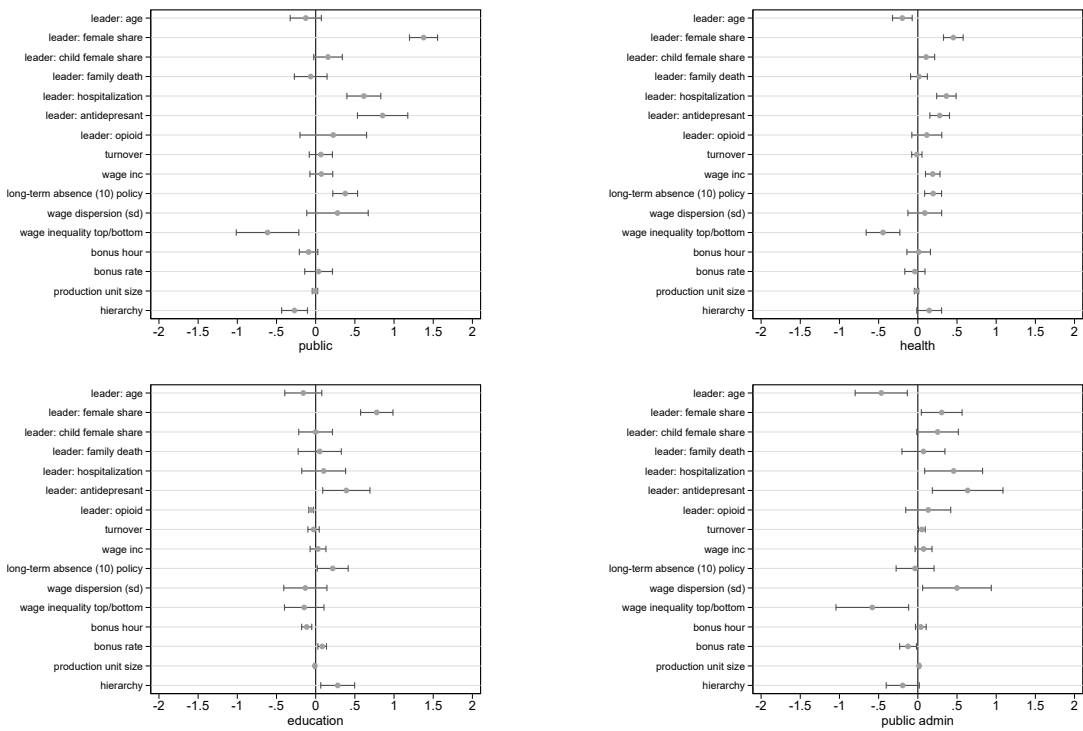 leader: age
leader: female share
leader: child female share
leader: family death
leader: hospitalization
leader: antidepresant
leader: opioid
turnover
wage inc
long-term absence (10) policy
wage dispersion (sd)
wage inequality top/bottom
bonus hour
bonus rate
production unit size
hierarchy
-2 -1.5 -1 -.5 0 .5 1 1.5 2
public
leader: age
leader: female share
leader: child female share
leader: family death
leader: hospitalization
leader: antidepresant
leader: opioid
turnover
wage inc
long-term absence (10) policy
wage dispersion (sd)
wage inequality top/bottom
bonus hour
bonus rate
production unit size
hierarchy
-2 -1.5 -1 -.5 0 .5 1 1.5 2
health
leader: age
leader: female share
leader: child female share
leader: family death
leader: hospitalization
leader: antidepresant
leader: opioid
turnover
wage inc
long-term absence (10) policy
wage dispersion (sd)
wage inequality top/bottom
bonus hour
bonus rate
production unit size
hierarchy
-2 -1.5 -1 -.5 0 .5 1 1.5 2
education
leader: age
leader: female share
leader: child female share
leader: family death
leader: hospitalization
leader: antidepresant
leader: opioid
turnover
wage inc
long-term absence (10) policy
wage dispersion (sd)
wage inequality top/bottom
bonus hour
bonus rate
production unit size
hierarchy
-2 -1.5 -1 -.5 0 .5 1 1.5 2
public admin